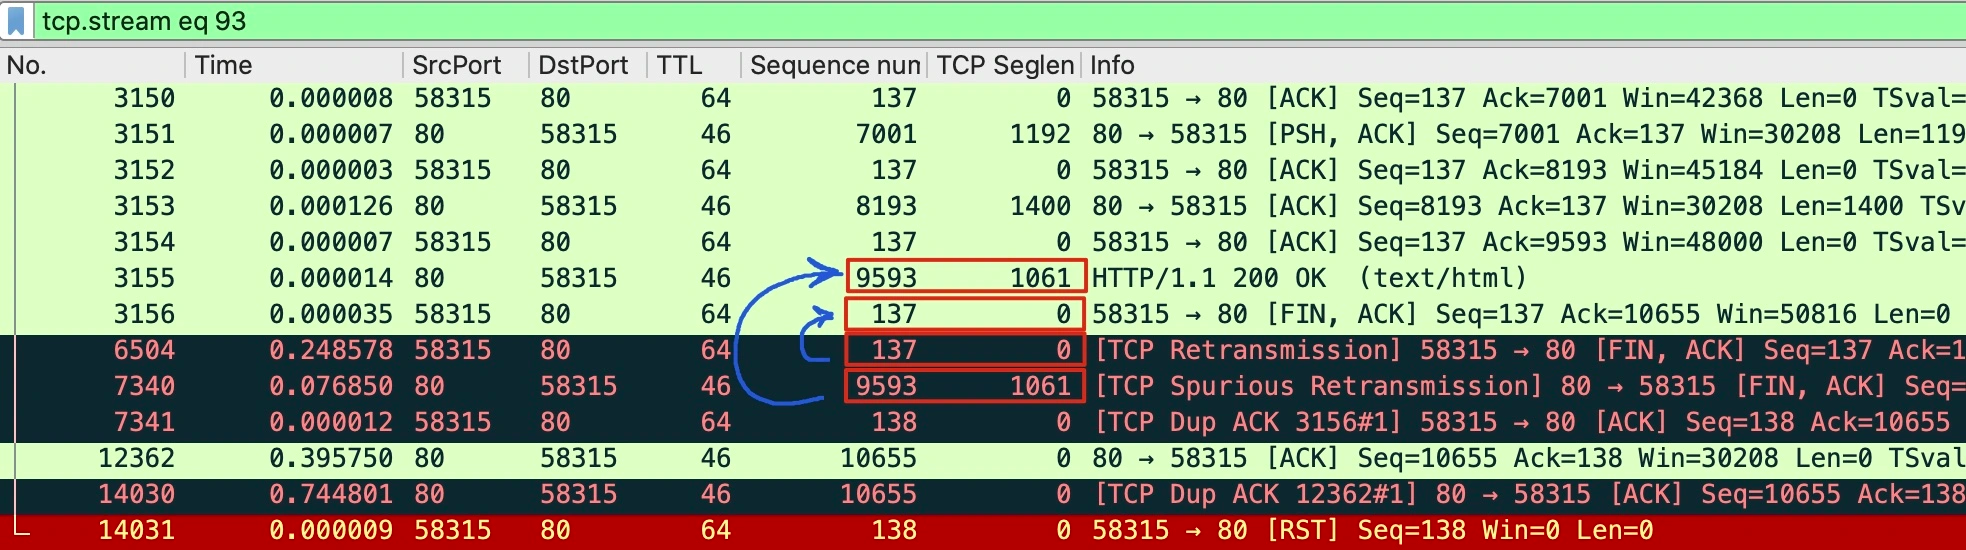 tcp.stream eq 93
No. Time SrcPort DstPort TTL Sequence num TCP Seglen Info
3150 0.000008 58315 80 64 137 0 58315 → 80 [ACK] Seq=137 Ack=7001 Win=42368 Len=0 TSval=
3151 0.000007 80 58315 46 7001 1192 80 → 58315 [PSH, ACK] Seq=7001 Ack=137 Win=30208 Len=119
3152 0.000003 58315 80 64 137 0 58315 → 80 [ACK] Seq=137 Ack=8193 Win=45184 Len=0 TSval=
3153 0.000126 80 58315 46 8193 1400 80 → 58315 [ACK] Seq=8193 Ack=137 Win=30208 Len=1400 TSv
3154 0.000007 58315 80 64 137 0 58315 → 80 [ACK] Seq=137 Ack=9593 Win=48000 Len=0 TSval=
3155 0.000014 80 58315 46 9593 1061 HTTP/1.1 200 OK (text/html)
3156 0.000035 58315 80 64 137 0 58315 → 80 [FIN, ACK] Seq=137 Ack=10655 Win=50816 Len=0
6504 0.248578 58315 80 64 137 0 [TCP Retransmission] 58315 → 80 [FIN, ACK] Seq=137 Ack=1
7340 0.076850 80 58315 46 9593 1061 [TCP Spurious Retransmission] 80 → 58315 [FIN, ACK] Seq=
7341 0.000012 58315 80 64 138 0 [TCP Dup ACK 3156#1] 58315 → 80 [ACK] Seq=138 Ack=10655
12362 0.395750 80 58315 46 10655 0 80 → 58315 [ACK] Seq=10655 Ack=138 Win=30208 Len=0 TSval
14030 0.744801 80 58315 46 10655 0 [TCP Dup ACK 12362#1] 80 → 58315 [ACK] Seq=10655 Ack=138
14031 0.000009 58315 80 64 138 0 58315 → 80 [RST] Seq=138 Win=0 Len=0